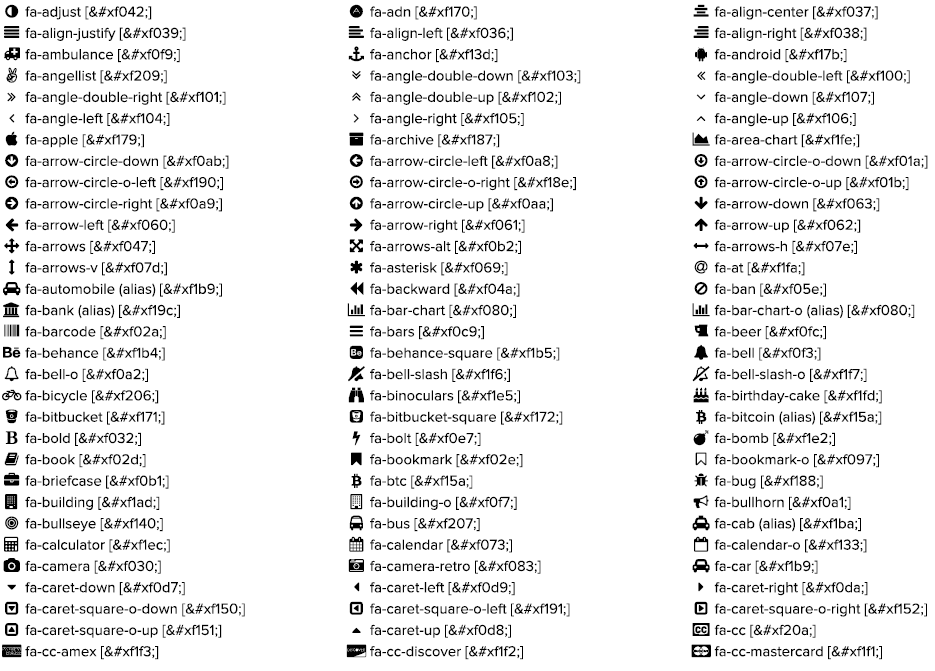 fa-adjust [&#xf042;] fa-adn [&#xf170;] fa-align-center [&#xf037;]
fa-align-justify [&#xf039;] fa-align-left [&#xf036;] fa-align-right [&#xf038;]
fa-ambulance [&#xf0f9;] fa-anchor [&#xf13d;] fa-android [&#xf17b;]
fa-angellist [&#xf209;] fa-angle-double-down [&#xf103;] fa-angle-double-left [&#xf100;]
fa-angle-double-right [&#xf101;] fa-angle-double-up [&#xf102;] fa-angle-down [&#xf107;]
fa-angle-left [&#xf104;] fa-angle-right [&#xf105;] fa-angle-up [&#xf106;]
fa-apple [&#xf179;] fa-archive [&#xf187;] fa-area-chart [&#xf1fe;]
fa-arrow-circle-down [&#xf0ab;] fa-arrow-circle-left [&#xf0a8;] fa-arrow-circle-o-down [&#xf01a;]
fa-arrow-circle-o-left [&#xf190;] fa-arrow-circle-o-right [&#xf18e;] fa-arrow-circle-o-up [&#xf01b;]
fa-arrow-circle-right [&#xf0a9;] fa-arrow-circle-up [&#xf0aa;] fa-arrow-down [&#xf063;]
fa-arrow-left [&#xf060;] fa-arrow-right [&#xf061;] fa-arrow-up [&#xf062;]
fa-arrows [&#xf047;] fa-arrows-alt [&#xf0b2;] fa-arrows-h [&#xf07e;]
fa-arrows-v [&#xf07d;] fa-asterisk [&#xf069;] fa-at [&#xf1fa;]
fa-automobile (alias) [&#xf1b9;] fa-backward [&#xf04a;] fa-ban [&#xf05e;]
fa-bank (alias) [&#xf19c;] fa-bar-chart [&#xf080;] fa-bar-chart-o (alias) [&#xf080;]
fa-barcode [&#xf02a;] fa-bars [&#xf0c9;] fa-beer [&#xf0fc;]
fa-behance [&#xf1b4;] fa-behance-square [&#xf1b5;] fa-bell [&#xf0f3;]
fa-bell-o [&#xf0a2;] fa-bell-slash [&#xf1f6;] fa-bell-slash-o [&#xf1f7;]
fa-bicycle [&#xf206;] fa-binoculars [&#xf1e5;] fa-birthday-cake [&#xf1fd;]
fa-bitbucket [&#xf171;] fa-bitbucket-square [&#xf172;] fa-bitcoin (alias) [&#xf15a;]
fa-bold [&#xf032;] fa-bolt [&#xf0e7;] fa-bomb [&#xf1e2;]
fa-book [&#xf02d;] fa-bookmark [&#xf02e;] fa-bookmark-o [&#xf097;]
fa-briefcase [&#xf0b1;] fa-btc [&#xf15a;] fa-bug [&#xf188;]
fa-building [&#xf1ad;] fa-building-o [&#xf0f7;] fa-bullhorn [&#xf0a1;]
fa-bullseye [&#xf140;] fa-bus [&#xf207;] fa-cab (alias) [&#xf1ba;]
fa-calculator [&#xf1ec;] fa-calendar [&#xf073;] fa-calendar-o [&#xf133;]
fa-camera [&#xf030;] fa-camera-retro [&#xf083;] fa-car [&#xf1b9;]
fa-caret-down [&#xf0d7;] fa-caret-left [&#xf0d9;] fa-caret-right [&#xf0da;]
fa-caret-square-o-down [&#xf150;] fa-caret-square-o-left [&#xf191;] fa-caret-square-o-right [&#xf152;]
fa-caret-square-o-up [&#xf151;] fa-caret-up [&#xf0d8;] fa-cc [&#xf20a;]
fa-cc-amex [&#xf1f3;] fa-cc-discover [&#xf1f2;] fa-cc-mastercard [&#xf1f1;]